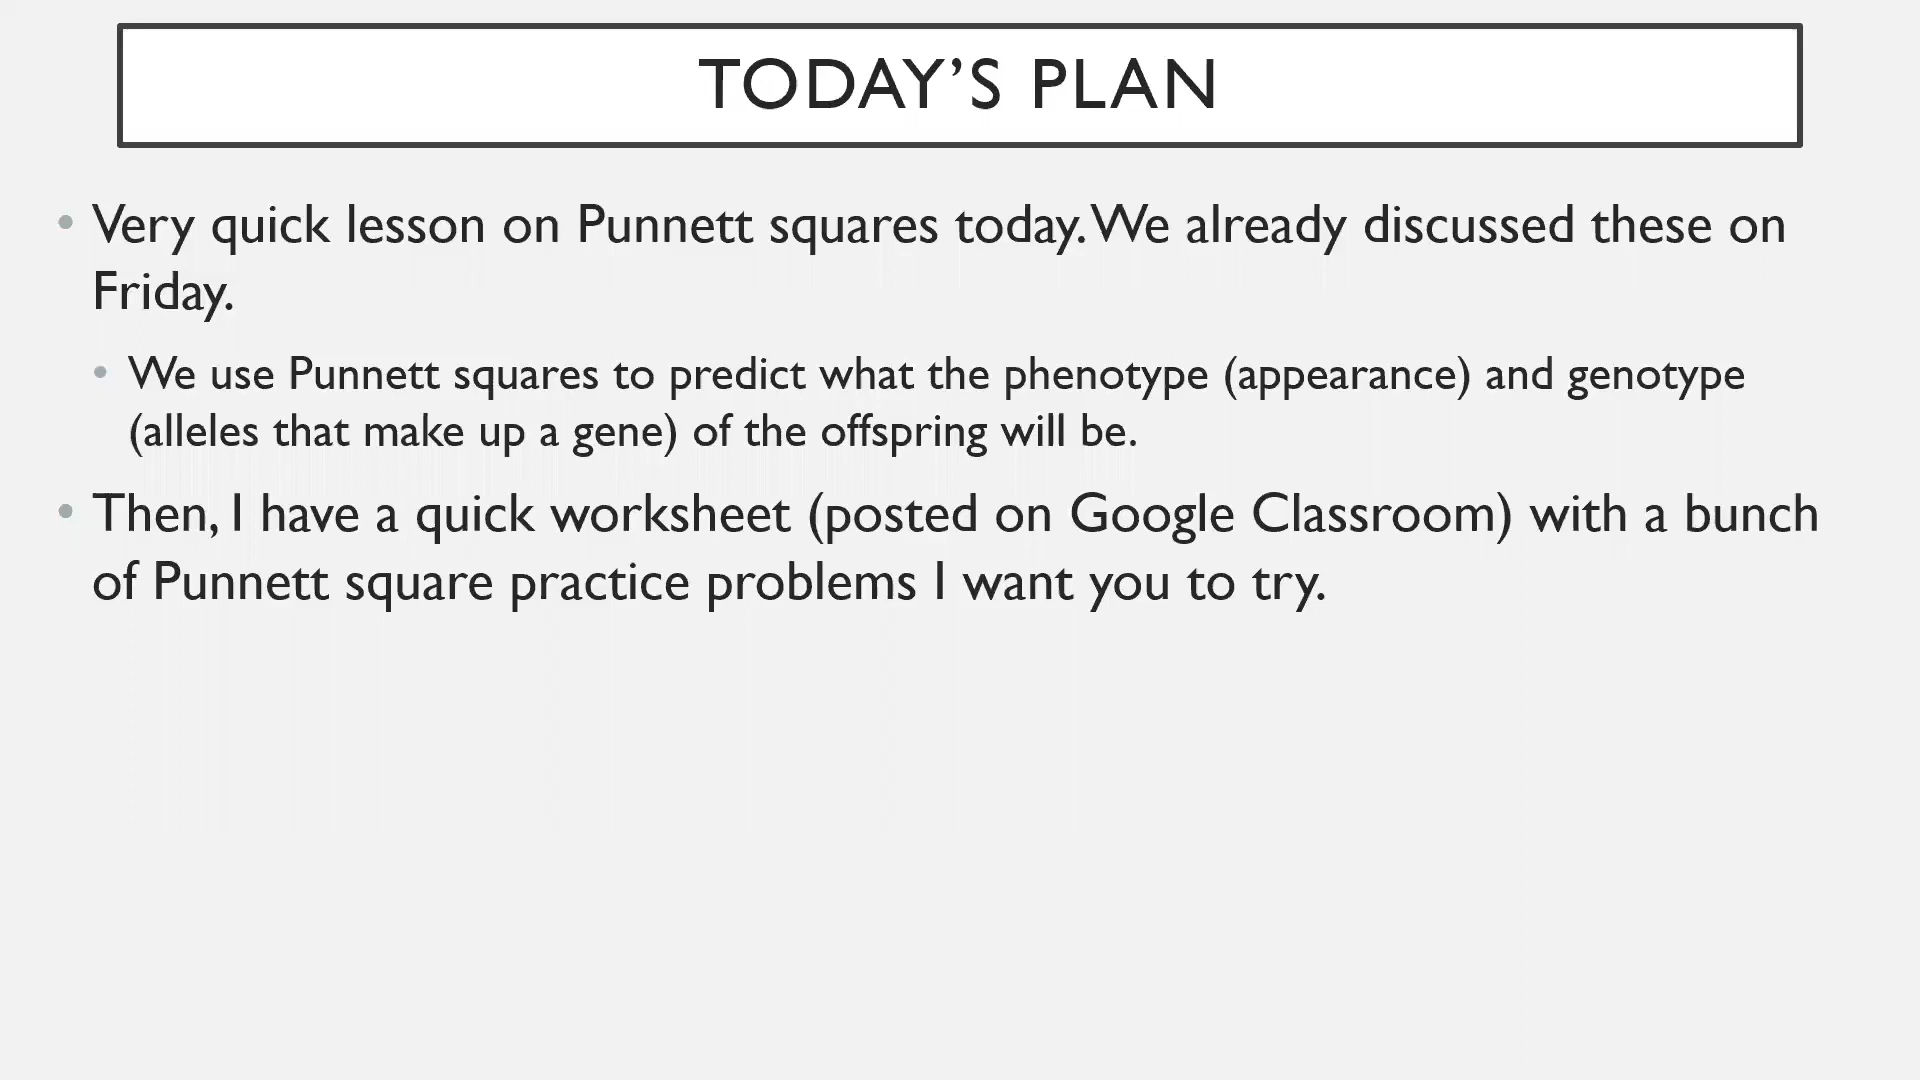 TODAY’S PLAN
• Very quick lesson on Punnett squares today. We already discussed these on
Friday.
• We use Punnett squares to predict what the phenotype (appearance) and genotype
(alleles that make up a gene) of the offspring will be.
• Then, I have a quick worksheet (posted on Google Classroom) with a bunch
of Punnett square practice problems I want you to try.